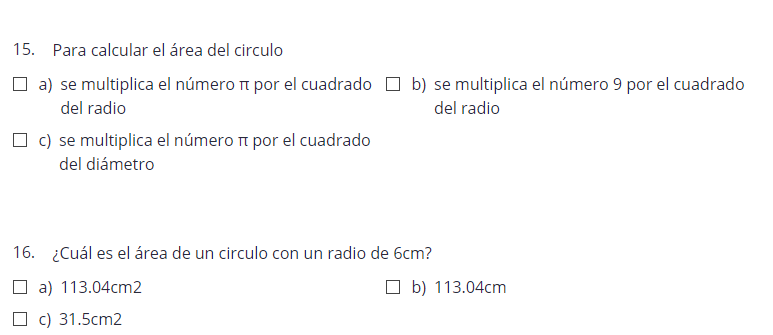 15. Para calcular el área del circulo
a) se multiplica el número π por el cuadrado del radio
b) se multiplica el número 9 por el cuadrado del radio
c) se multiplica el número π por el cuadrado del diámetro
16. ¿Cuál es el área de un circulo con un radio de 6cm?
a) 113.04cm2
b) 113.04cm
c) 31.5cm2